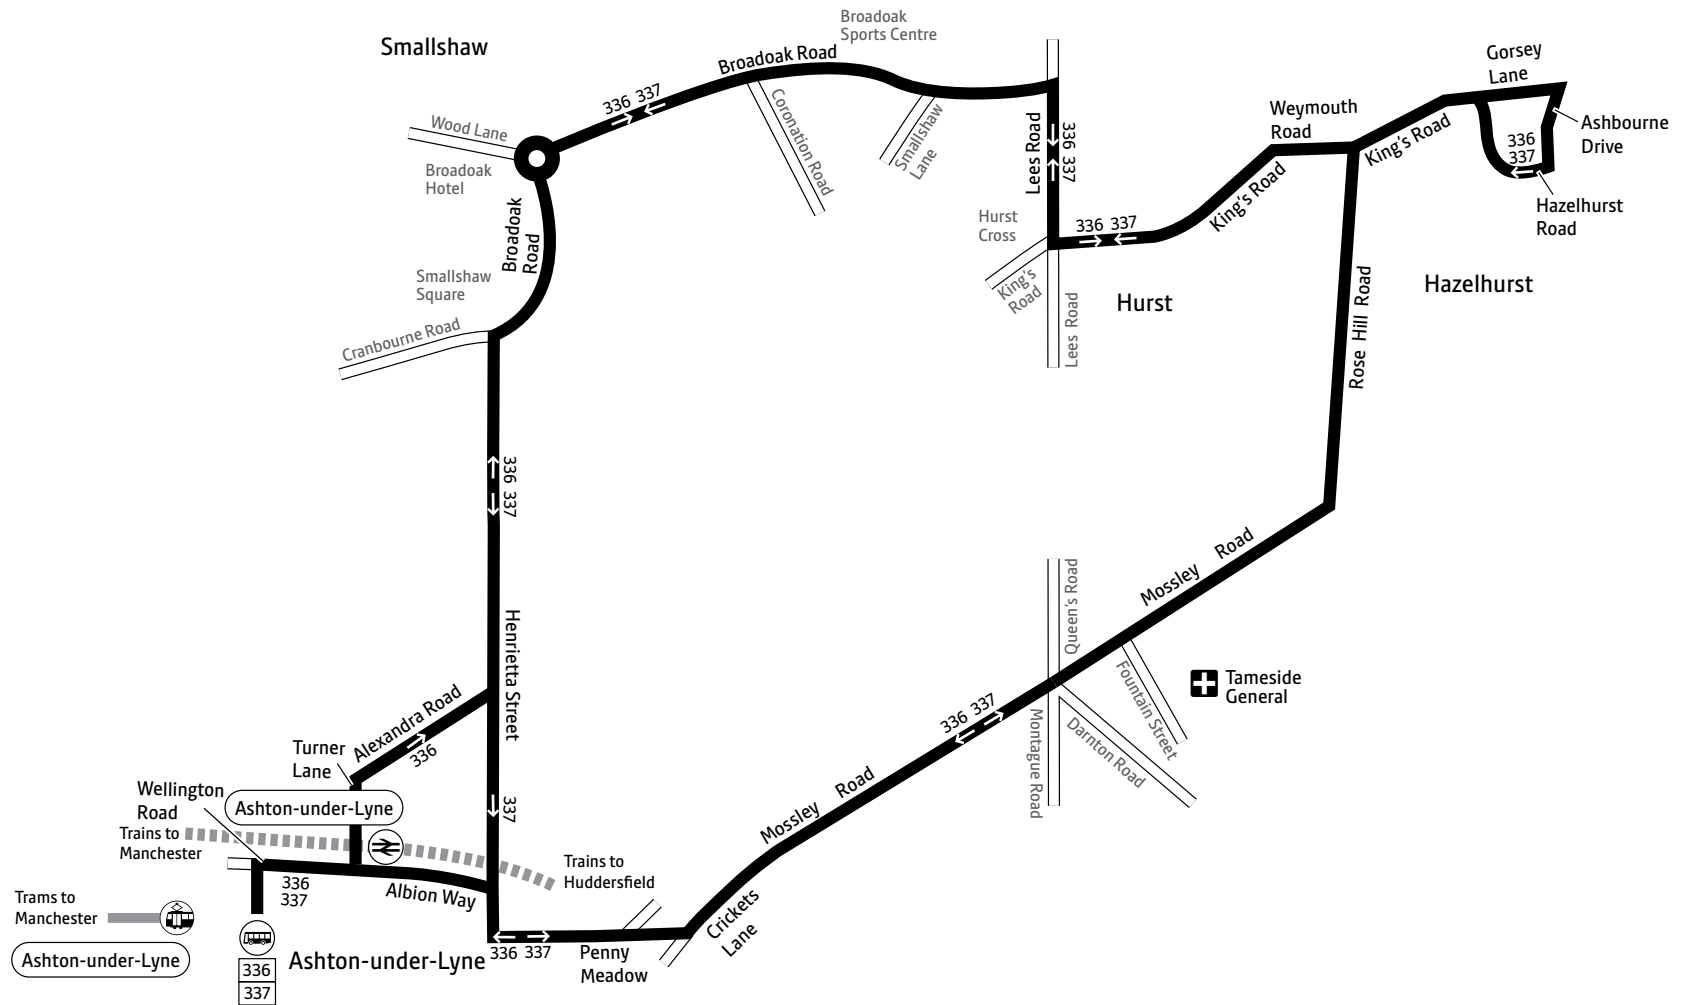 Smallshaw
Broadoak
Sports Centre
Broadoak Road
336 337
Wood Lane
Broadoak
Hotel
Coronation Road
Smallshaw
Lane
Lees Road
336 337
Gorsey
Lane
Weymouth
Road
King's Road
Ashbourne
Drive
336
337
Hazelhurst
Road
Hazelhurst
Broadoak
Road
Smallshaw
Square
Cranbourne Road
Hurst
Cross
336 337
King's Road
King's
Road
Lees Road
Hurst
Rose Hill Road
336 337
Henrietta Street
Mossley Road
Queen's Road
Fountain Street
Tameside
General
336 337
Montague Road
Darnton Road
Mossley Road
Alexandra Road
336
Turner
Lane
Wellington
Road
Ashton-under-Lyne
337
Trains to
Manchester
Trains to
Huddersfield
336
337
Albion Way
Crickets
Lane
Trams to
Manchester
Ashton-under-Lyne
336
337
Ashton-under-Lyne
336 337
Penny
Meadow